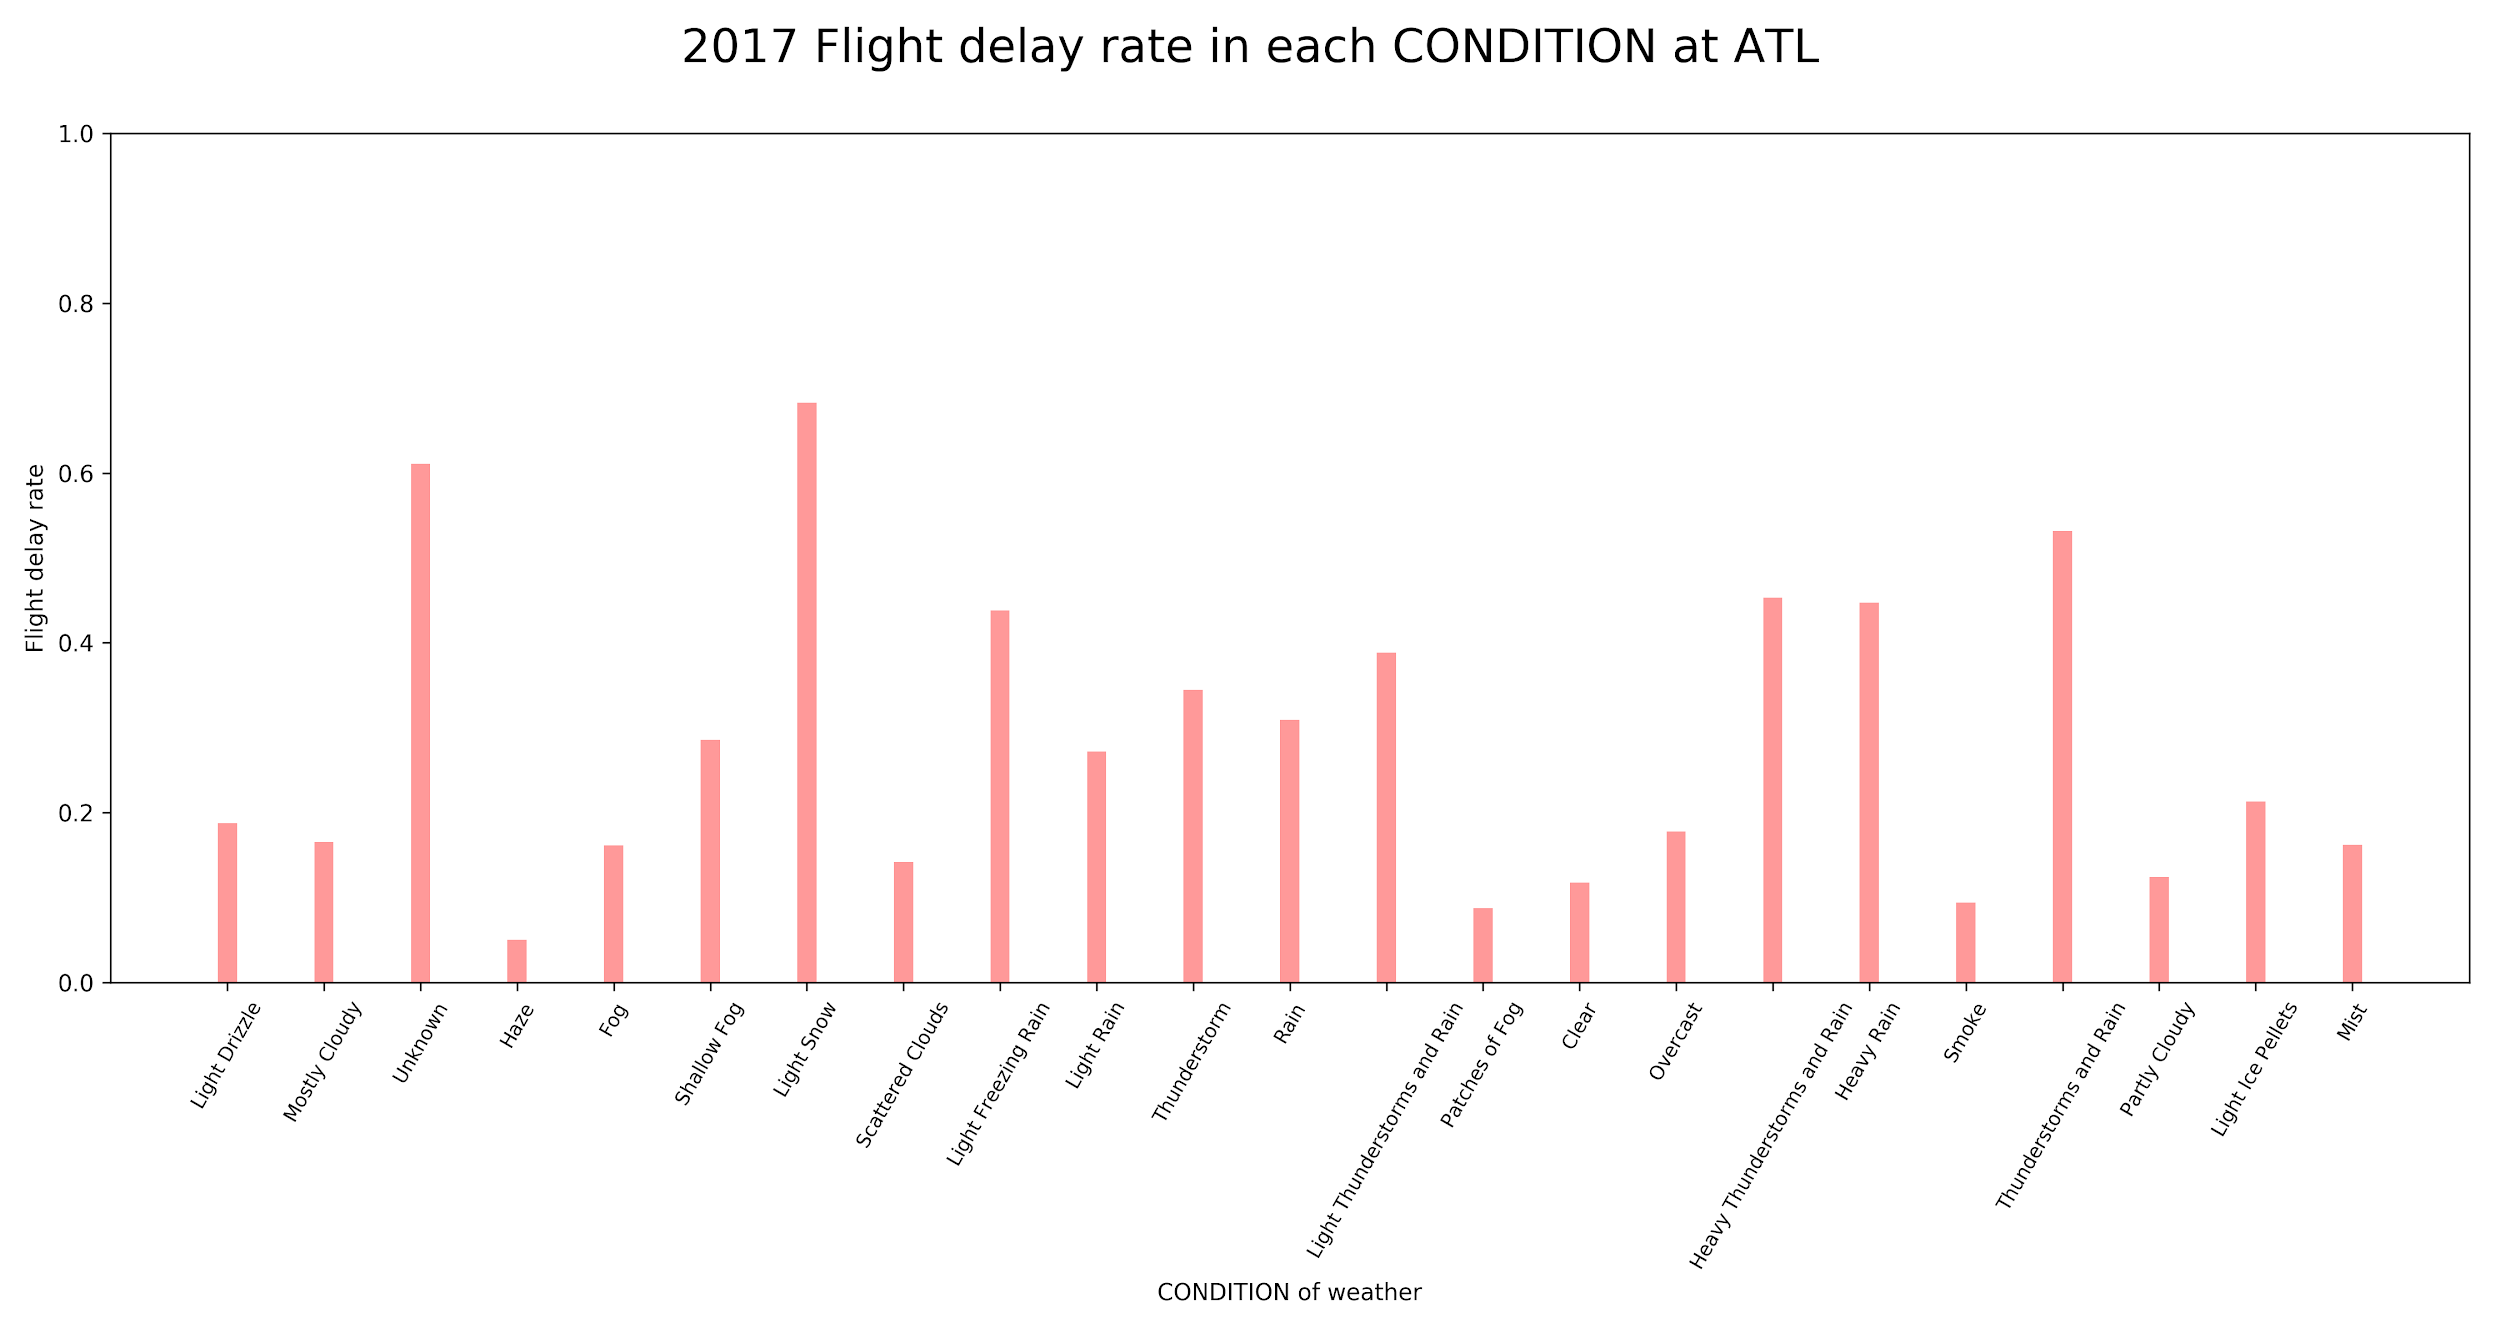 2017 Flight delay rate in each CONDITION at ATL
1.0
0.8
0.6
0.4
0.2
0.0
Flight delay rate
Light Drizzle
Mostly Cloudy
Unknown
Haze
Fog
Shallow Fog
Light Snow
Scattered Clouds
Light Freezing Rain
Light Rain
Thunderstorm
Rain
Light Thunderstorms and Rain
Patches of Fog
Clear
Overcast
Heavy Thunderstorms and Rain
Heavy Rain
Smoke
Thunderstorms and Rain
Partly Cloudy
Light Ice Pellets
Mist
CONDITION of weather